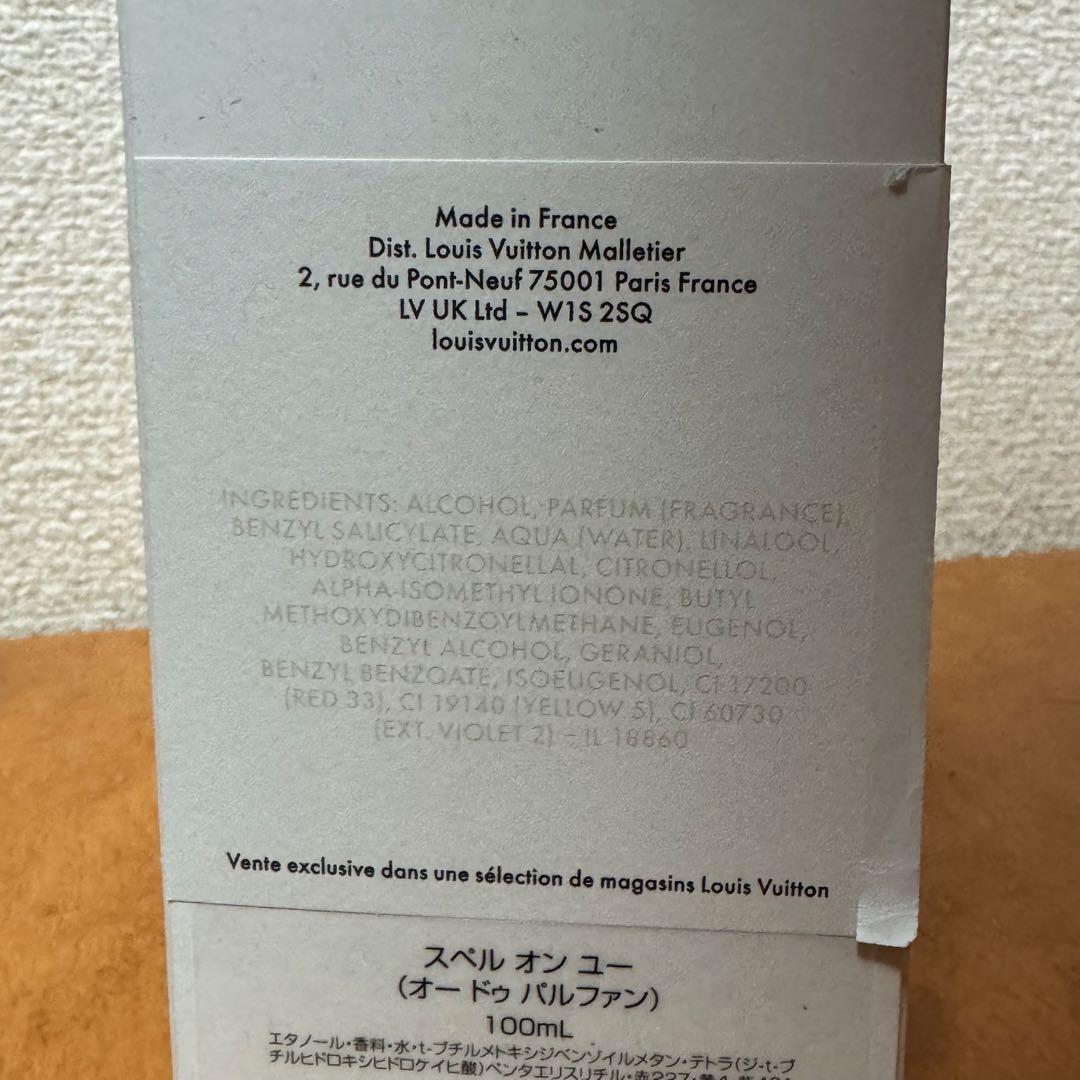 Made in France
Dist. Louis Vuitton Malletier
2, rue du Pont-Neuf 75001 Paris France
LV UK Ltd – W1S 2SQ
louisvuitton.com
INGREDIENTS: ALCOHOL, PARFUM (FRAGRANCE),
BENZYL SALICYLATE, AQUA (WATER), LINALOOL,
HYDROXYCITRONELLAL, CITRONELLOL,
ALPHA-ISOMETHYL IONONE, BUTYL
METHOXYDIBENZOYLMETHANE, EUGENOL,
BENZYL ALCOHOL, GERANIOL,
BENZYL BENZOATE, ISOEUGENOL, CI 17200
(RED 33), CI 19140 (YELLOW 5), CI 60730
(EXT. VIOLET 2) – IL 18860
Vente exclusive dans une sélection de magasins Louis Vuitton
スペル オン ユー
(オー ドゥ パルファン)
100mL
エタノール・香料・水・t-ブチルメトキシジベンゾイルメタン・テトラ(ジ-t-ブ
チルヒドロキシヒドロケイヒ酸)ペンタエリスリチル・赤227・黄4・